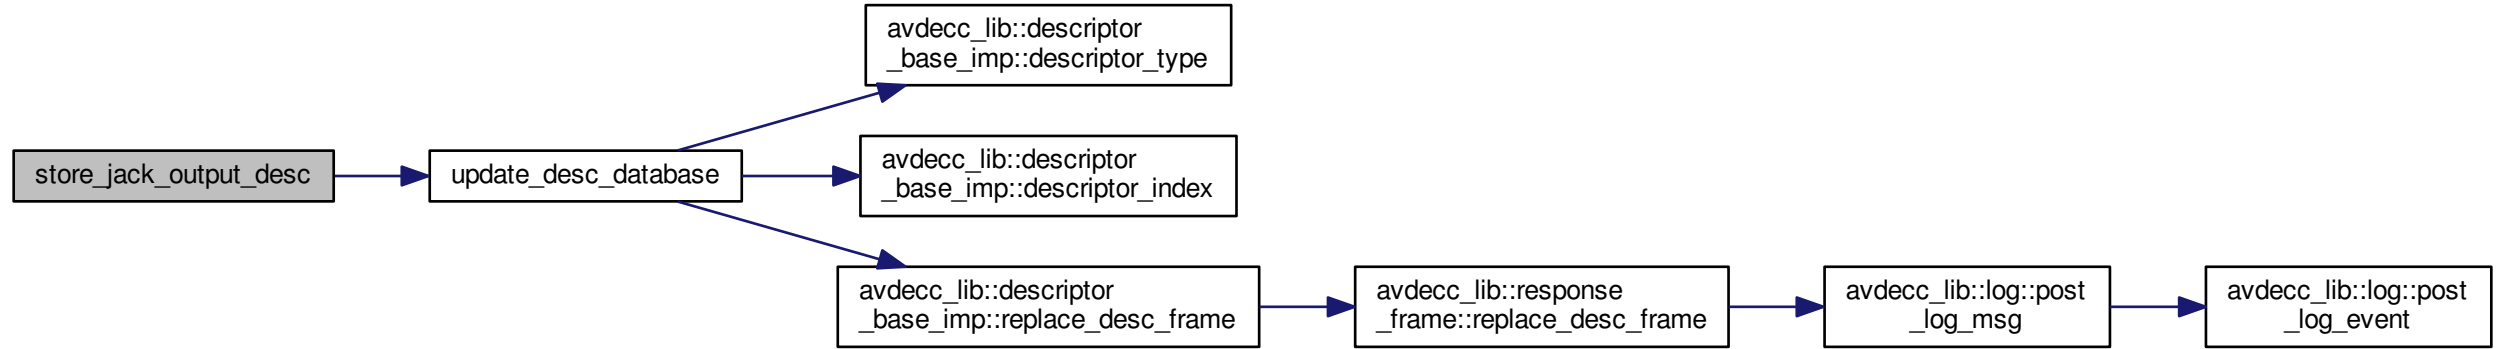 store_jack_output_desc
update_desc_database
avdecc_lib::descriptor
_base_imp::descriptor_type
avdecc_lib::descriptor
_base_imp::descriptor_index
avdecc_lib::descriptor
_base_imp::replace_desc_frame
avdecc_lib::response
_frame::replace_desc_frame
avdecc_lib::log::post
_log_msg
avdecc_lib::log::post
_log_event